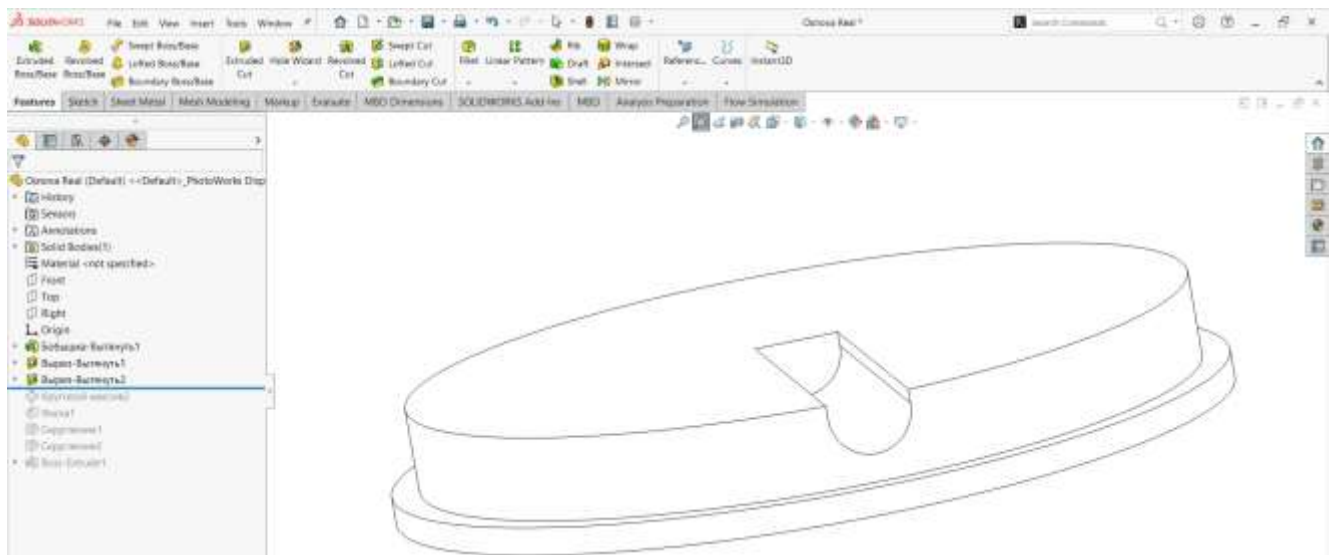 SOLIDWORKS File Edit View Insert Tools Window
Osnova Real *
Search Commands
Extruded Boss/Base
Revolved Boss/Base
Swept Boss/Base
Lofted Boss/Base
Boundary Boss/Base
Extruded Cut
Hole Wizard
Revolved Cut
Swept Cut
Lofted Cut
Boundary Cut
Fillet
Linear Pattern
Rib
Draft
Shell
Wrap
Intersect
Mirror
Referenc...
Curves
Instant3D
Features Sketch Sheet Metal Mesh Modeling Markup Evaluate MBD Dimensions SOLIDWORKS Add-Ins MBD Analysis Preparation Flow Simulation
Osnova Real (Default) <<Default>_PhotoWorks Disp
History
Sensors
Annotations
Solid Bodies(1)
Material <not specified>
Front
Top
Right
Origin
Бобышка-Вытянуть1
Вырез-Вытянуть1
Вырез-Вытянуть2
Круговой массив2
Фаска1
Скругление1
Скругление2
Boss-Extrude1